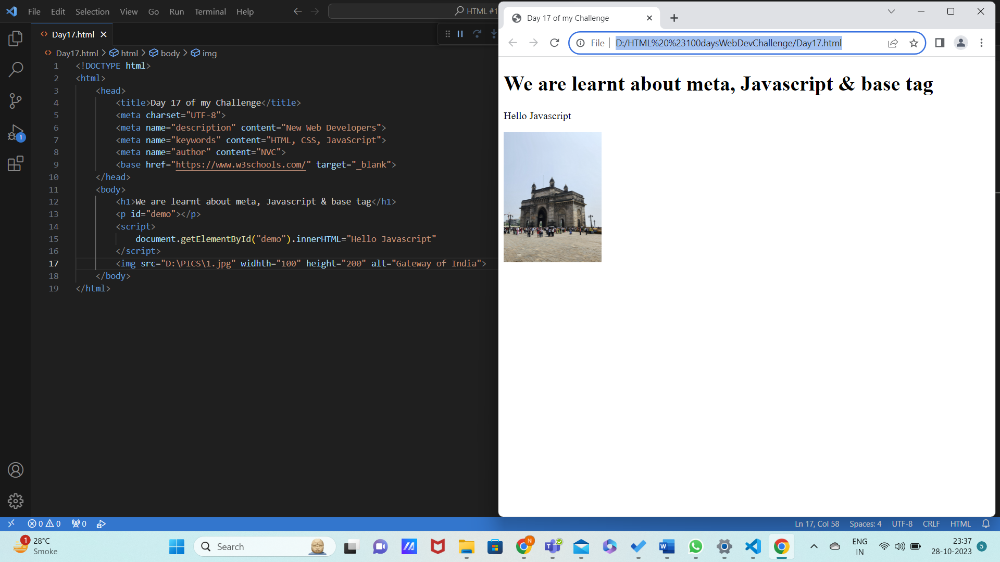 File Edit Selection View Go Run Terminal Help
HTML #1
Day17.html
Day17.html > html > body > img
1 <!DOCTYPE html>
2 <html>
3 <head>
4 <title>Day 17 of my Challenge</title>
5 <meta charset="UTF-8">
6 <meta name="description" content="New Web Developers">
7 <meta name="keywords" content="HTML, CSS, JavaScript">
8 <meta name="author" content="NVC">
9 <base href="https://www.w3schools.com/" target="_blank">
10 </head>
11 <body>
12 <h1>We are learnt about meta, Javascript & base tag</h1>
13 <p id="demo"></p>
14 <script>
15 document.getElementById("demo").innerHTML="Hello Javascript"
16 </script>
17 <img src="D:\PICS\1.jpg" widhth="100" height="200" alt="Gateway of India">
18 </body>
19 </html>
1
Day 17 of my Challenge
File D:/HTML%20%23100daysWebDevChallenge/Day17.html
We are learnt about meta, Javascript & base tag
Hello Javascript
0 0 0
Ln 17, Col 58 Spaces: 4 UTF-8 CRLF HTML
1
28°C
Smoke
Search
N
W
ENG
IN
23:37
28-10-2023
5